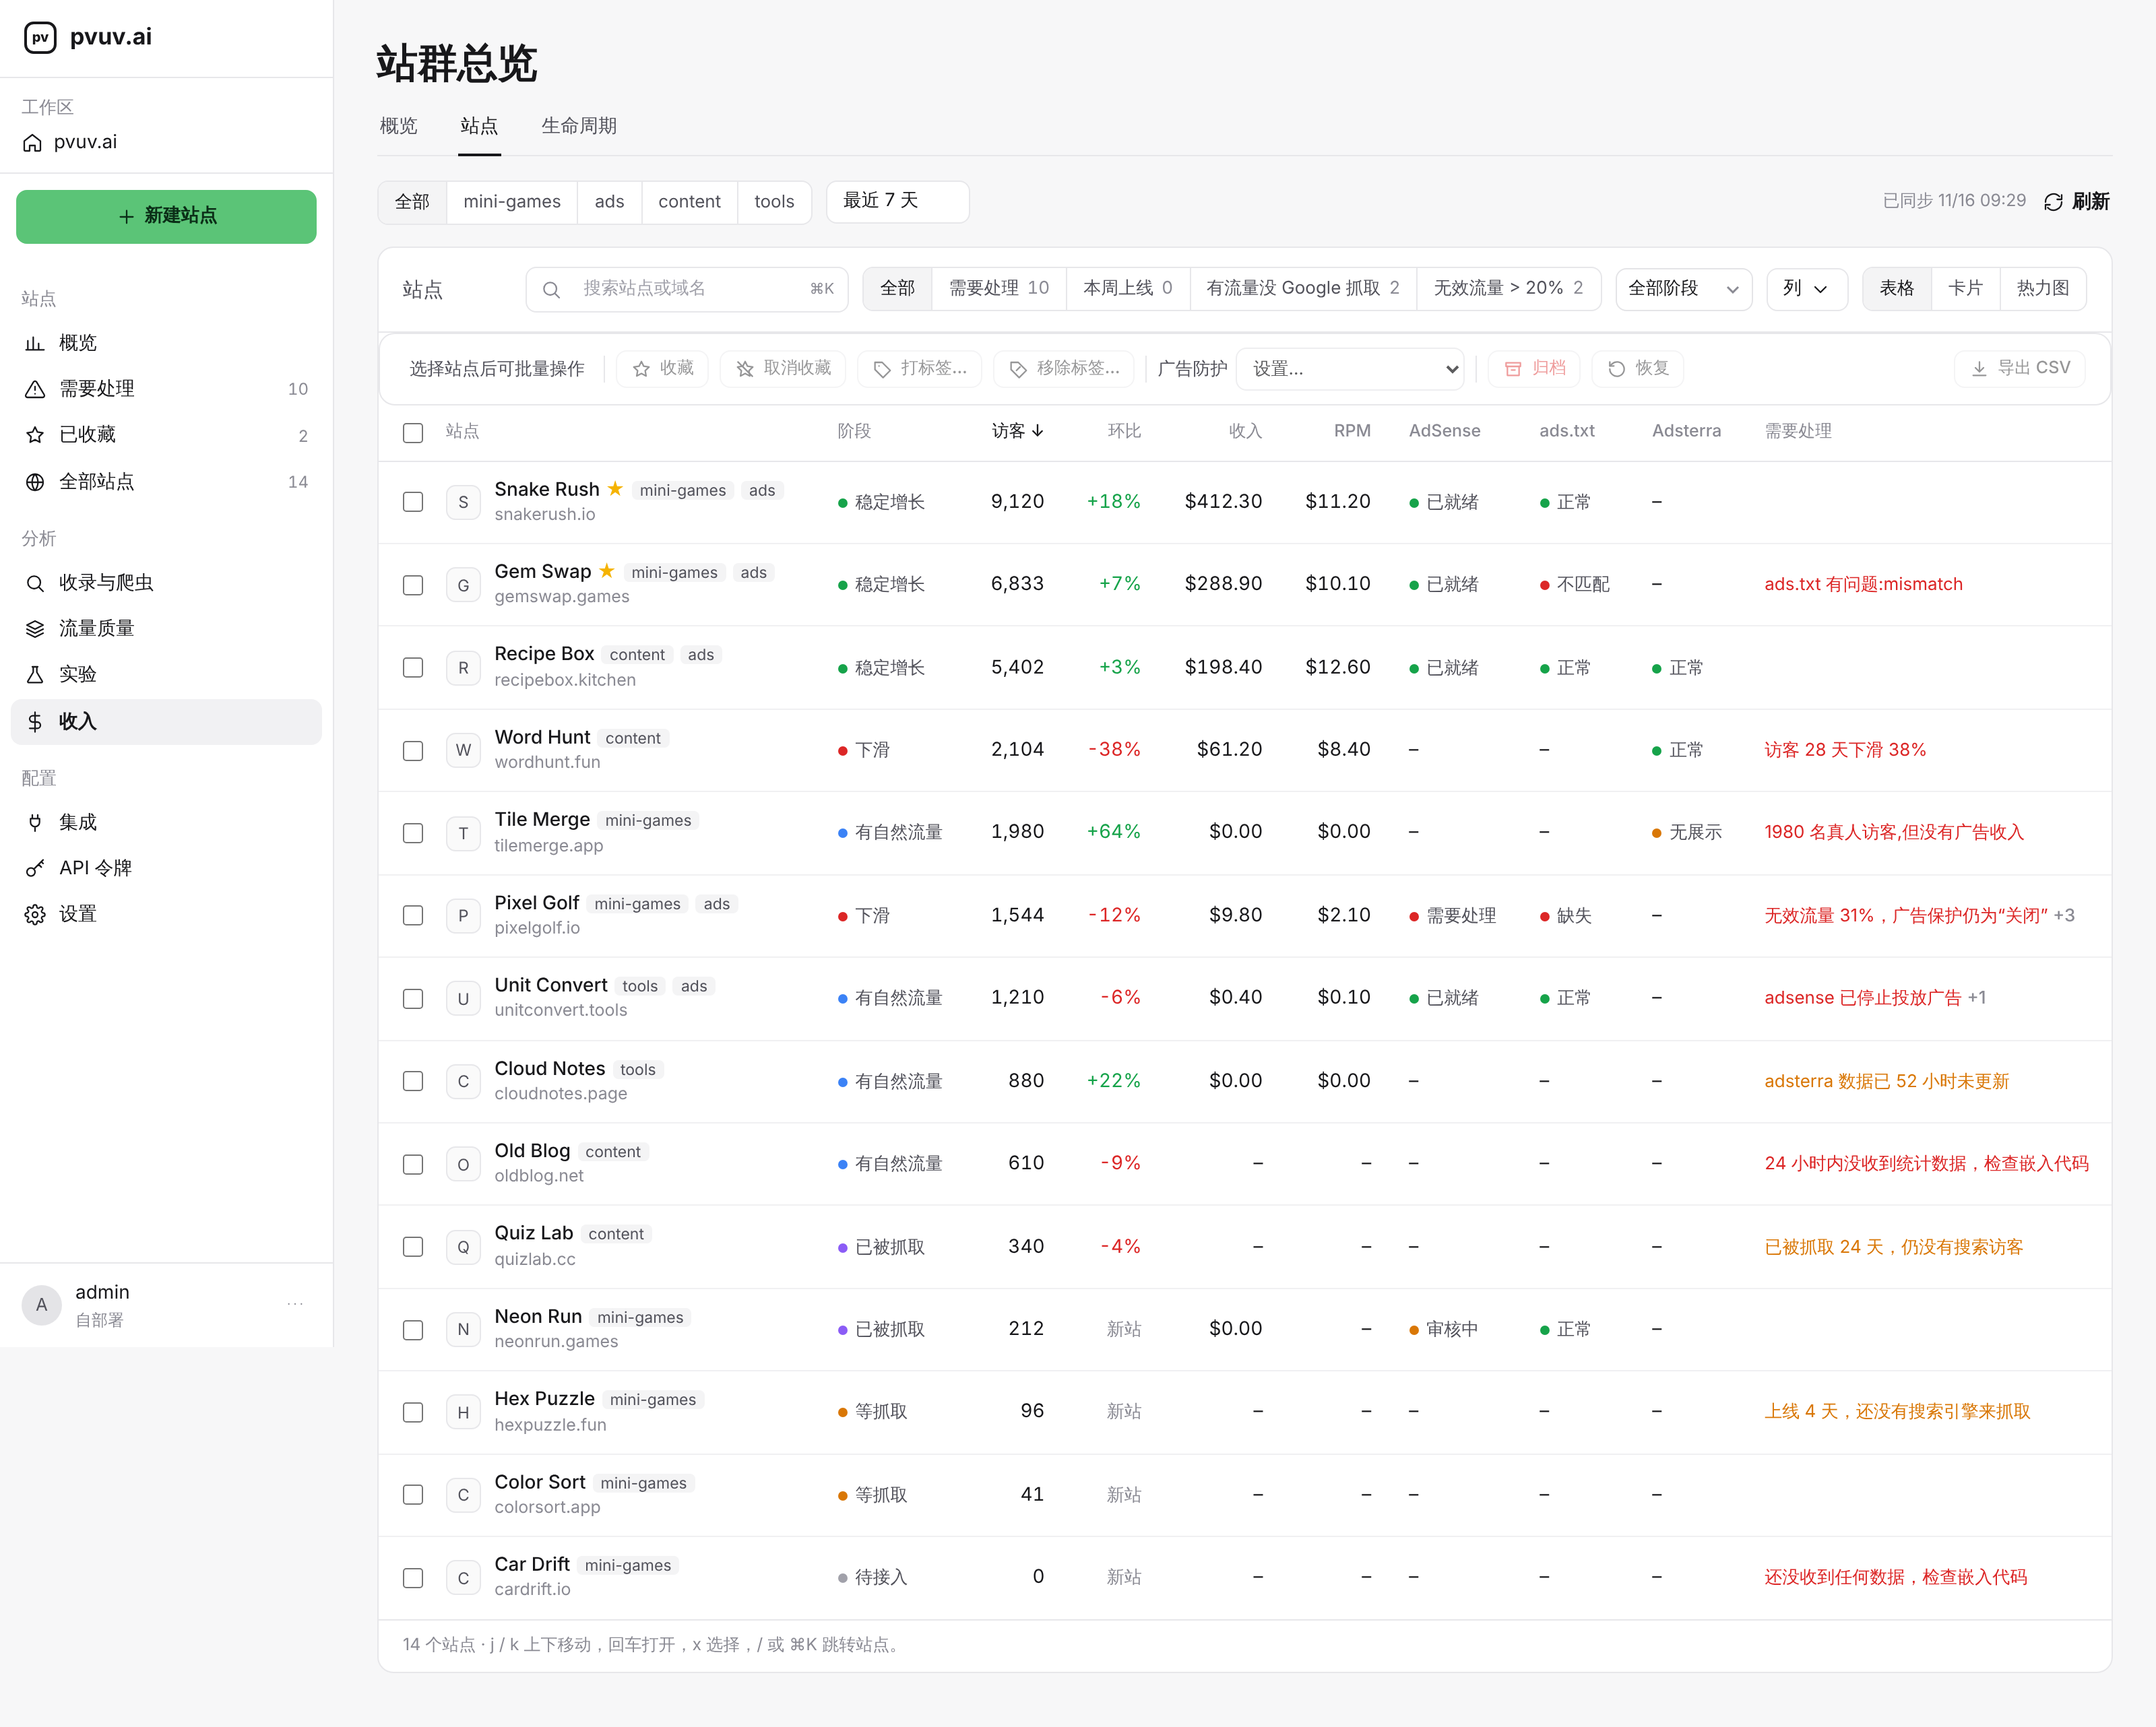 pv pvuv.ai
工作区
pvuv.ai
+ 新建站点
站点
概览
需要处理 10
已收藏 2
全部站点 14
分析
收录与爬虫
流量质量
实验
收入
配置
集成
API 令牌
设置
A admin
自部署
...
站群总览
概览 站点 生命周期
全部 mini-games ads content tools 最近 7 天 已同步 11/16 09:29 刷新
站点 搜索站点或域名 ⌘K 全部 需要处理 10 本周上线 0 有流量没 Google 抓取 2 无效流量 > 20% 2 全部阶段 列 表格 卡片 热力图
选择站点后可批量操作 收藏 取消收藏 打标签... 移除标签... 广告防护 设置... 归档 恢复 导出 CSV
站点 阶段 访客 ↓ 环比 收入 RPM AdSense ads.txt Adsterra 需要处理
S Snake Rush ★ mini-games ads 稳定增长 9,120 +18% $412.30 $11.20 已就绪 正常 –
snakerush.io
G Gem Swap ★ mini-games ads 稳定增长 6,833 +7% $288.90 $10.10 已就绪 不匹配 – ads.txt 有问题:mismatch
gemswap.games
R Recipe Box content ads 稳定增长 5,402 +3% $198.40 $12.60 已就绪 正常 正常
recipebox.kitchen
W Word Hunt content 下滑 2,104 -38% $61.20 $8.40 – – 正常 访客 28 天下滑 38%
wordhunt.fun
T Tile Merge mini-games 有自然流量 1,980 +64% $0.00 $0.00 – – 无展示 1980 名真人访客,但没有广告收入
tilemerge.app
P Pixel Golf mini-games ads 下滑 1,544 -12% $9.80 $2.10 需要处理 缺失 – 无效流量 31%，广告保护仍为“关闭” +3
pixelgolf.io
U Unit Convert tools ads 有自然流量 1,210 -6% $0.40 $0.10 已就绪 正常 – adsense 已停止投放广告 +1
unitconvert.tools
C Cloud Notes tools 有自然流量 880 +22% $0.00 $0.00 – – – adsterra 数据已 52 小时未更新
cloudnotes.page
O Old Blog content 有自然流量 610 -9% – – – – – 24 小时内没收到统计数据，检查嵌入代码
oldblog.net
Q Quiz Lab content 已被抓取 340 -4% – – – – – 已被抓取 24 天，仍没有搜索访客
quizlab.cc
N Neon Run mini-games 已被抓取 212 新站 $0.00 – 审核中 正常 –
neonrun.games
H Hex Puzzle mini-games 等抓取 96 新站 – – – – – 上线 4 天，还没有搜索引擎来抓取
hexpuzzle.fun
C Color Sort mini-games 等抓取 41 新站 – – – – –
colorsort.app
C Car Drift mini-games 待接入 0 新站 – – – – – 还没收到任何数据，检查嵌入代码
cardrift.io
14 个站点 · j / k 上下移动，回车打开，x 选择，/ 或 ⌘K 跳转站点。